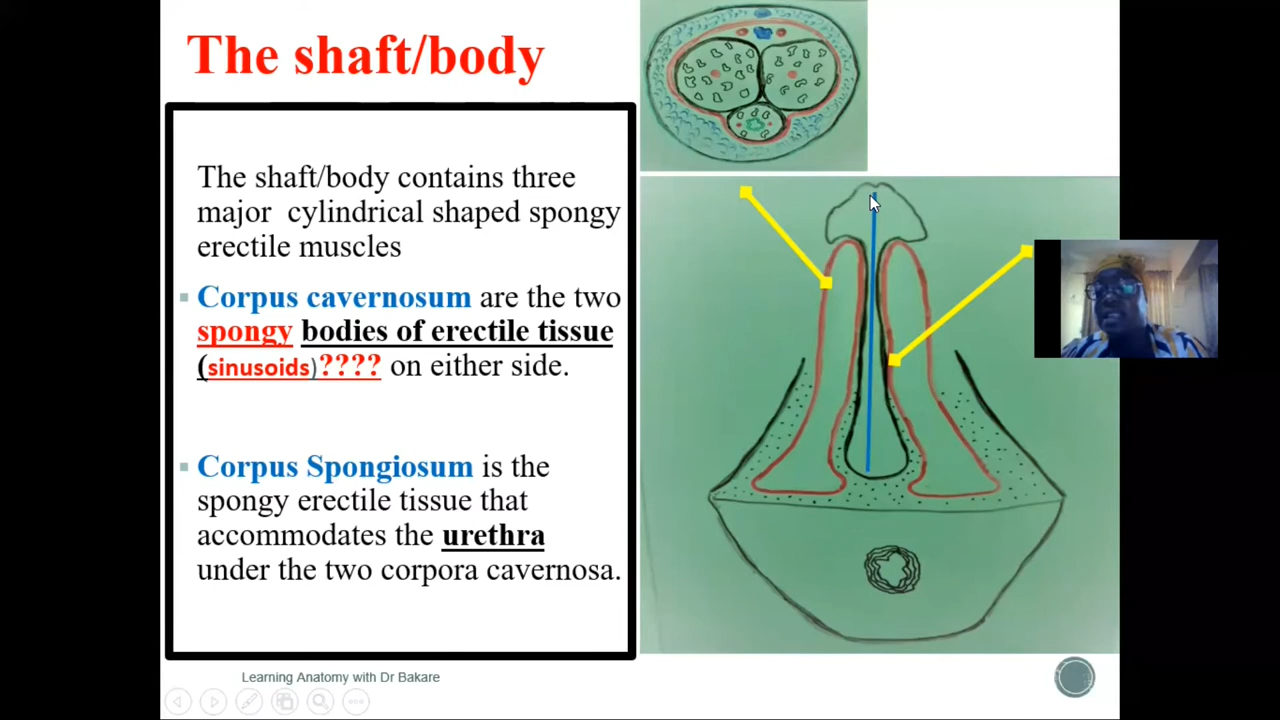 The shaft/body
The shaft/body contains three
major cylindrical shaped spongy
erectile muscles
Corpus cavernosum are the two
spongy bodies of erectile tissue
(sinusoids)???? on either side.
Corpus Spongiosum is the
spongy erectile tissue that
accommodates the urethra
under the two corpora cavernosa.
Learning Anatomy with Dr Bakare